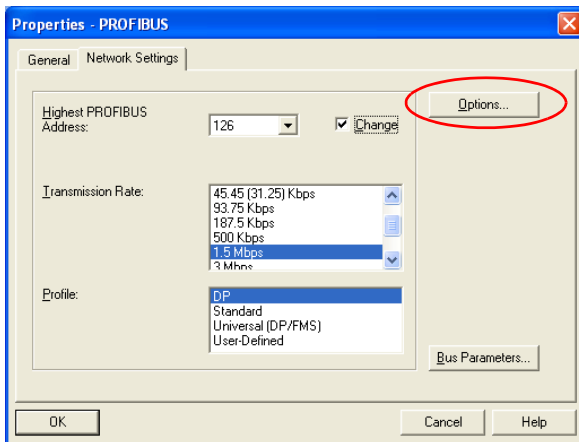 Properties - PROFIBUS
General
Network Settings
Highest PROFIBUS
Address:
126
Change
Options...
Transmission Rate:
45.45 (31.25) Kbps
93.75 Kbps
187.5 Kbps
500 Kbps
1.5 Mbps
3 Mbps
Profile:
DP
Standard
Universal (DP/FMS)
User-Defined
Bus Parameters...
OK
Cancel
Help